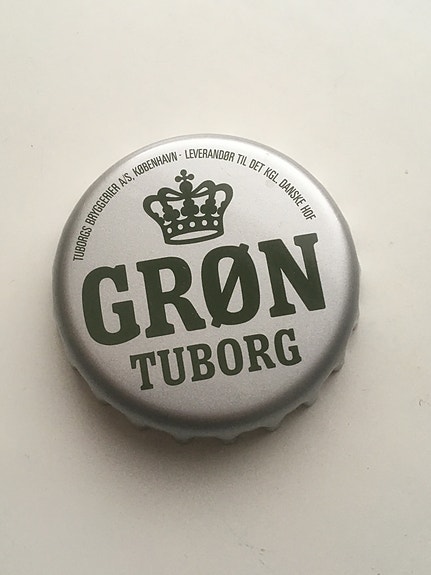 TUBORGS BRYGGERIER A/S, KØBENHAVN · LEVERANDØR TIL DET KGL. DANSKE HOF
GRØN
TUBORG